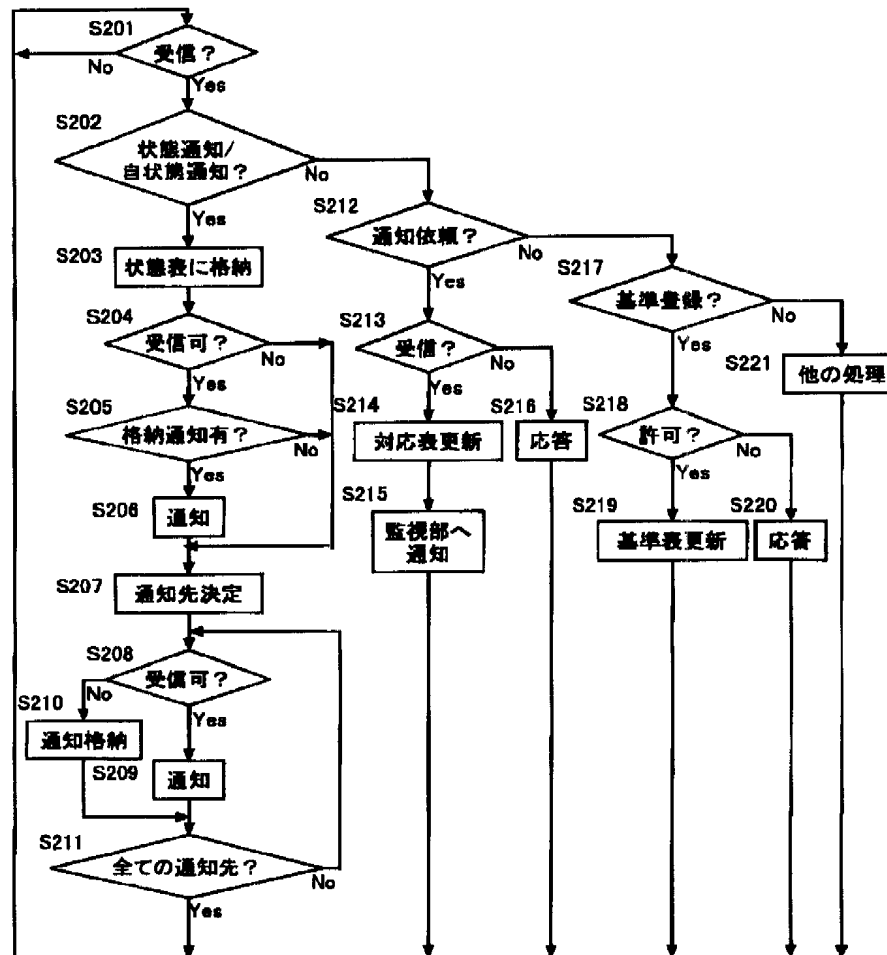 S201
受信？
No
Yes
S202
状態通知/
自状態通知？
No
Yes
S203
状態表に格納
S204
受信可？
No
Yes
S205
格納通知有？
No
Yes
S206
通知
S207
通知先決定
S208
受信可？
No
Yes
S210
通知格納
S209
通知
S211
全ての通知先？
No
Yes
S212
通知依頼？
No
Yes
S213
受信？
No
Yes
S214
対応表更新
S215
監視部へ
通知
S216
応答
S217
基準登録？
No
Yes
S218
許可？
No
Yes
S219
基準表更新
S220
応答
S221
他の処理